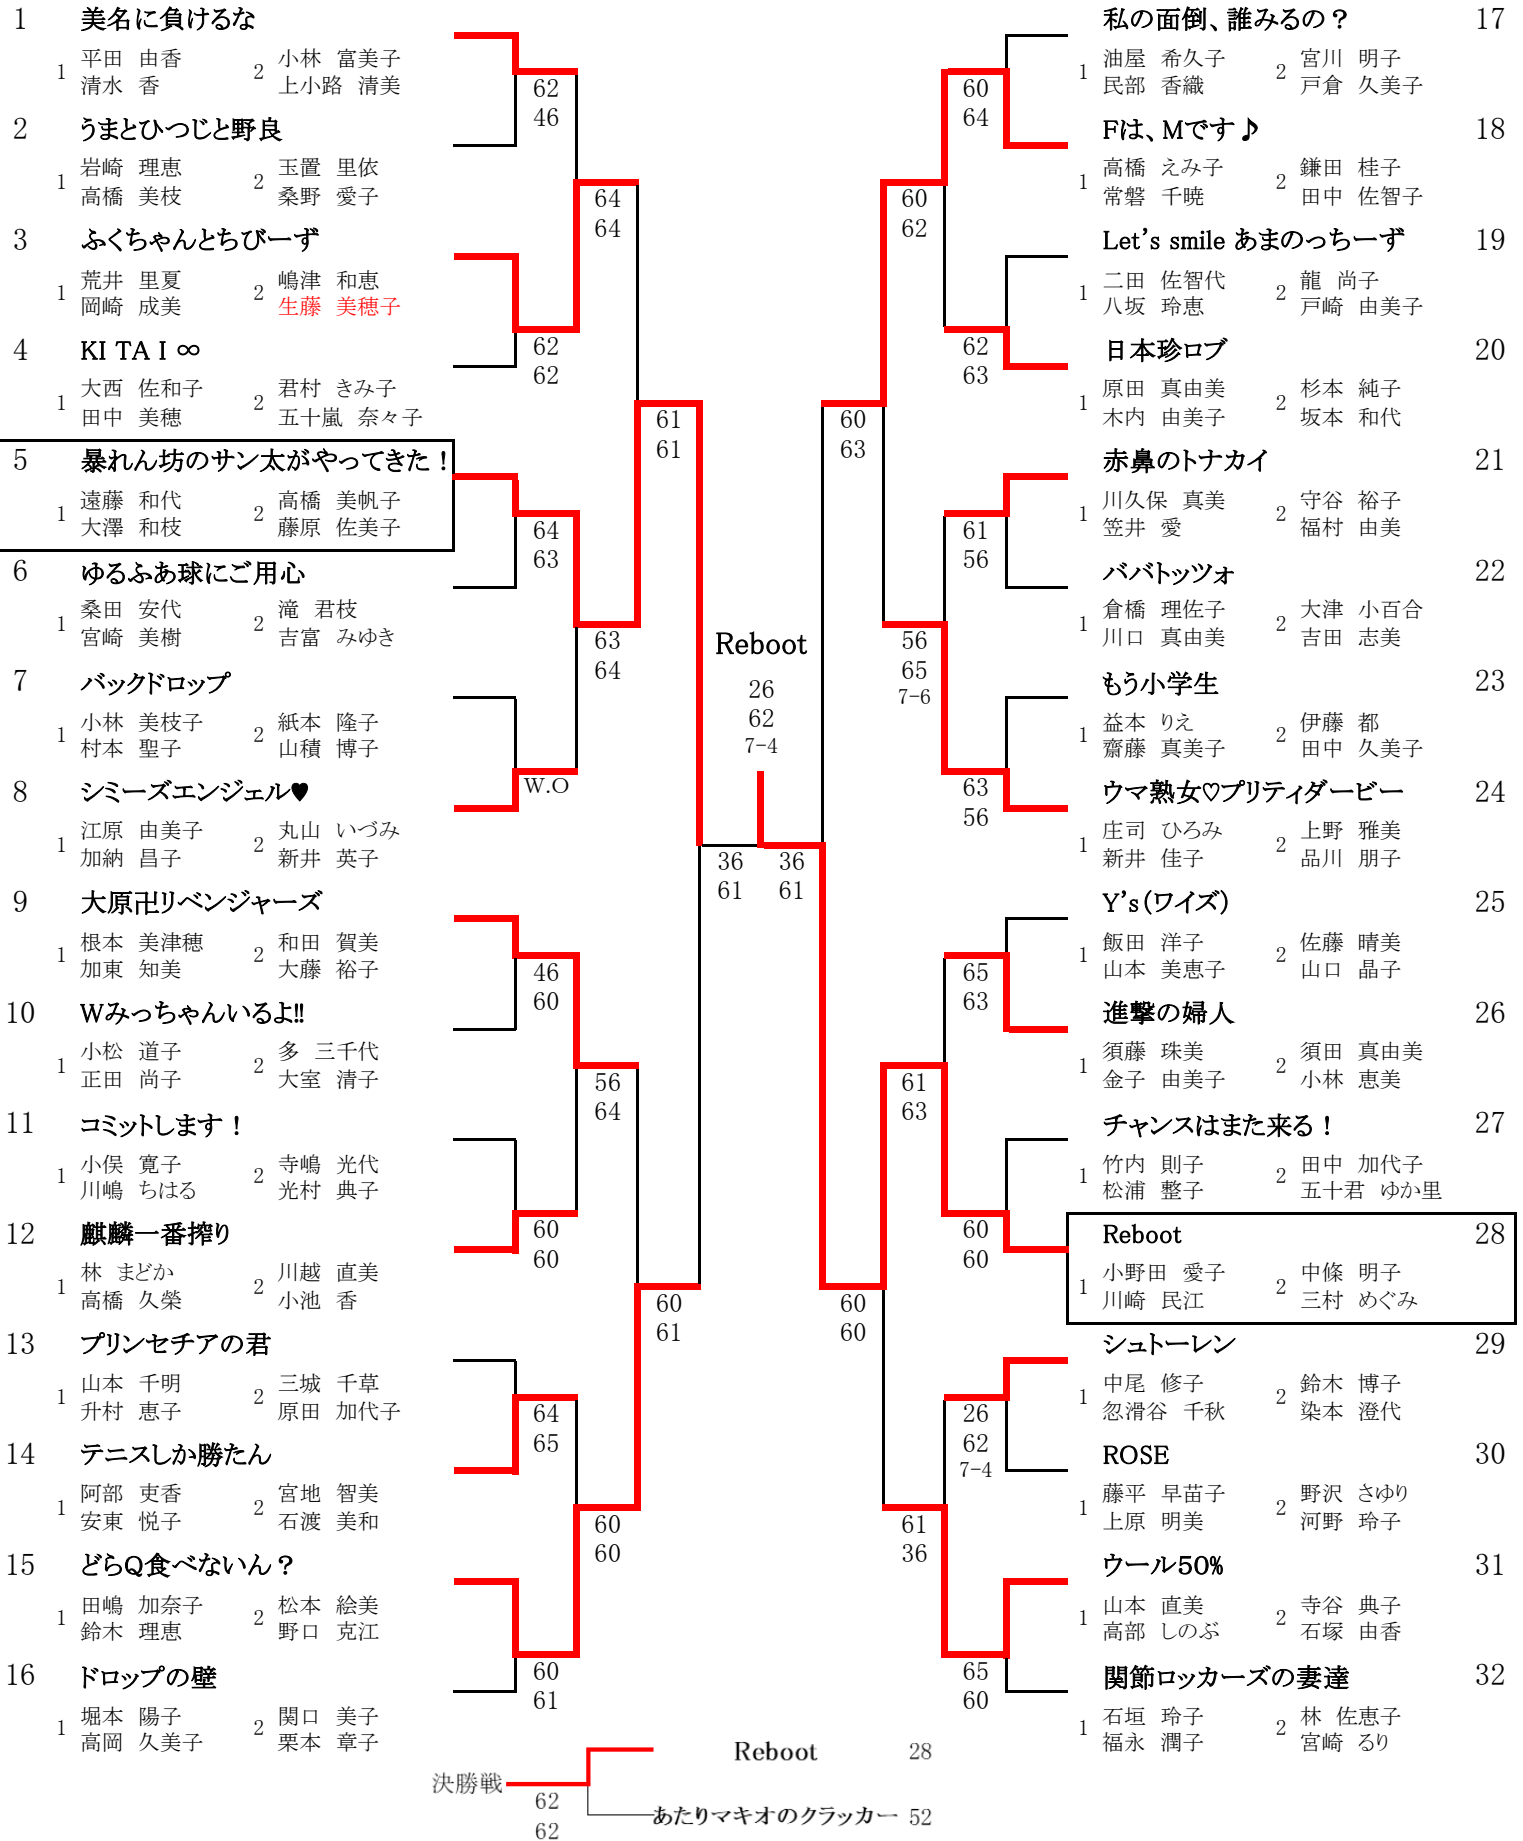 1 美名に負けるな
1 平田 由香 2 小林 富美子
清水 香 上小路 清美
62
46
2 うまとひつじと野良
1 岩崎 理恵 2 玉置 里依
高橋 美枝 桑野 愛子
64
64
3 ふくちゃんとちびーず
1 荒井 里夏 2 嶋津 和恵
岡崎 成美 生藤 美穂子
4 KI TA I ∞
62
62
1 大西 佐和子 2 君村 きみ子
田中 美穂 五十嵐 奈々子
61
61
5 暴れん坊のサン太がやってきた！
1 遠藤 和代 2 高橋 美帆子
大澤 和枝 藤原 佐美子
64
63
6 ゆるふあ球にご用心
1 桑田 安代 2 滝 君枝
宮崎 美樹 吉富 みゆき
63
64
7 バックドロップ
1 小林 美枝子 2 紙本 隆子
村本 聖子 山積 博子
W.O
8 シミーズエンジェル♥
1 江原 由美子 2 丸山 いづみ
加納 昌子 新井 英子
36
61
9 大原卍リベンジャーズ
1 根本 美津穂 2 和田 賀美
加東 知美 大藤 裕子
46
60
10 Wみっちゃんいるよ!!
1 小松 道子 2 多 三千代
正田 尚子 大室 清子
56
64
11 コミットします！
1 小俣 寛子 2 寺嶋 光代
川嶋 ちはる 光村 典子
12 麒麟一番搾り
60
60
1 林 まどか 2 川越 直美
高橋 久榮 小池 香
60
61
13 プリンセチアの君
1 山本 千明 2 三城 千草
升村 恵子 原田 加代子
64
65
14 テニスしか勝たん
1 阿部 吏香 2 宮地 智美
安東 悦子 石渡 美和
60
60
15 どらQ食べないん？
1 田嶋 加奈子 2 松本 絵美
鈴木 理恵 野口 克江
16 ドロップの壁
60
61
1 堀本 陽子 2 関口 美子
高岡 久美子 栗本 章子
Reboot
26
62
7-4
私の面倒、誰みるの？ 17
1 油屋 希久子 2 宮川 明子
民部 香織 戸倉 久美子
60
64
Fは、Mです♪ 18
1 高橋 えみ子 2 鎌田 桂子
常磐 千暁 田中 佐智子
60
62
Let's smile あまのっちーず 19
1 二田 佐智代 2 龍 尚子
八坂 玲恵 戸崎 由美子
日本珍ロブ 20
62
63
1 原田 真由美 2 杉本 純子
木内 由美子 坂本 和代
60
63
赤鼻のトナカイ 21
1 川久保 真美 2 守谷 裕子
笠井 愛 福村 由美
61
56
ババトッツォ 22
1 倉橋 理佐子 2 大津 小百合
川口 真由美 吉田 志美
56
65
7-6
もう小学生 23
1 益本 りえ 2 伊藤 都
齋藤 真美子 田中 久美子
63
56
ウマ熟女♡プリティダービー 24
1 庄司 ひろみ 2 上野 雅美
新井 佳子 品川 朋子
36
61
Y's(ワイズ) 25
1 飯田 洋子 2 佐藤 晴美
山本 美恵子 山口 晶子
65
63
進撃の婦人 26
1 須藤 珠美 2 須田 真由美
金子 由美子 小林 恵美
61
63
チャンスはまた来る！ 27
1 竹内 則子 2 田中 加代子
松浦 整子 五十君 ゆか里
Reboot 28
60
60
1 小野田 愛子 2 中條 明子
川崎 民江 三村 めぐみ
60
60
シュトーレン 29
1 中尾 修子 2 鈴木 博子
忍滑谷 千秋 染本 澄代
26
62
7-4
ROSE 30
1 藤平 早苗子 2 野沢 さゆり
上原 明美 河野 玲子
61
36
ウール50% 31
1 山本 直美 2 寺谷 典子
高部 しのぶ 石塚 由香
関節ロッカーズの妻達 32
65
60
1 石垣 玲子 2 林 佐恵子
福永 潤子 宮崎 るり
Reboot 28
決勝戦
62
62
あたりマキオのクラッカー 52